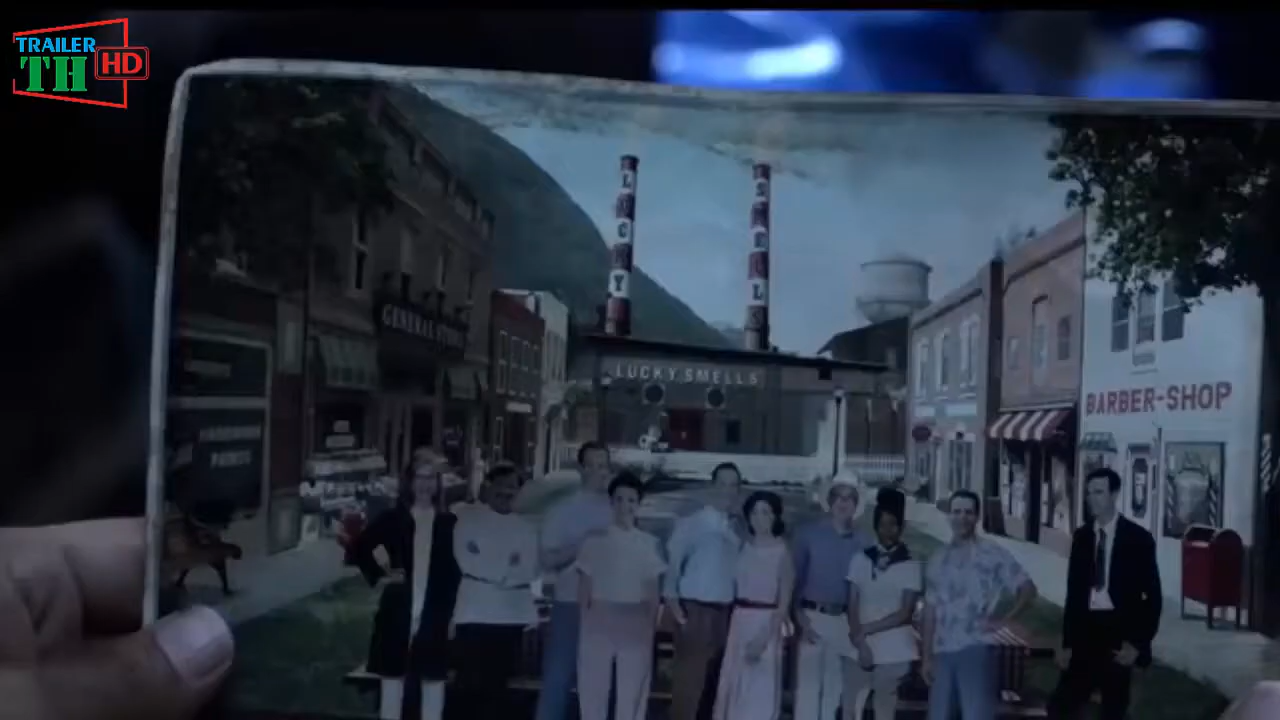 TRAILER
TH HD
LUCKY
SMELLS
GENERAL STORE
LUCKY SMELLS
BARBER-SHOP